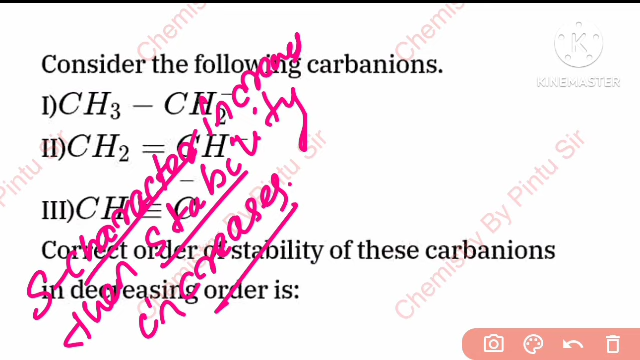 Consider the following carbanions.
I) CH₃ − CH₂⁻
II) CH₂ = CH⁻
III) CH ≡ C⁻
Correct order of stability of these carbanions
in decreasing order is:
S-character increase
then stability
increases.
KINEMASTER
Chemistry By Pintu Sir